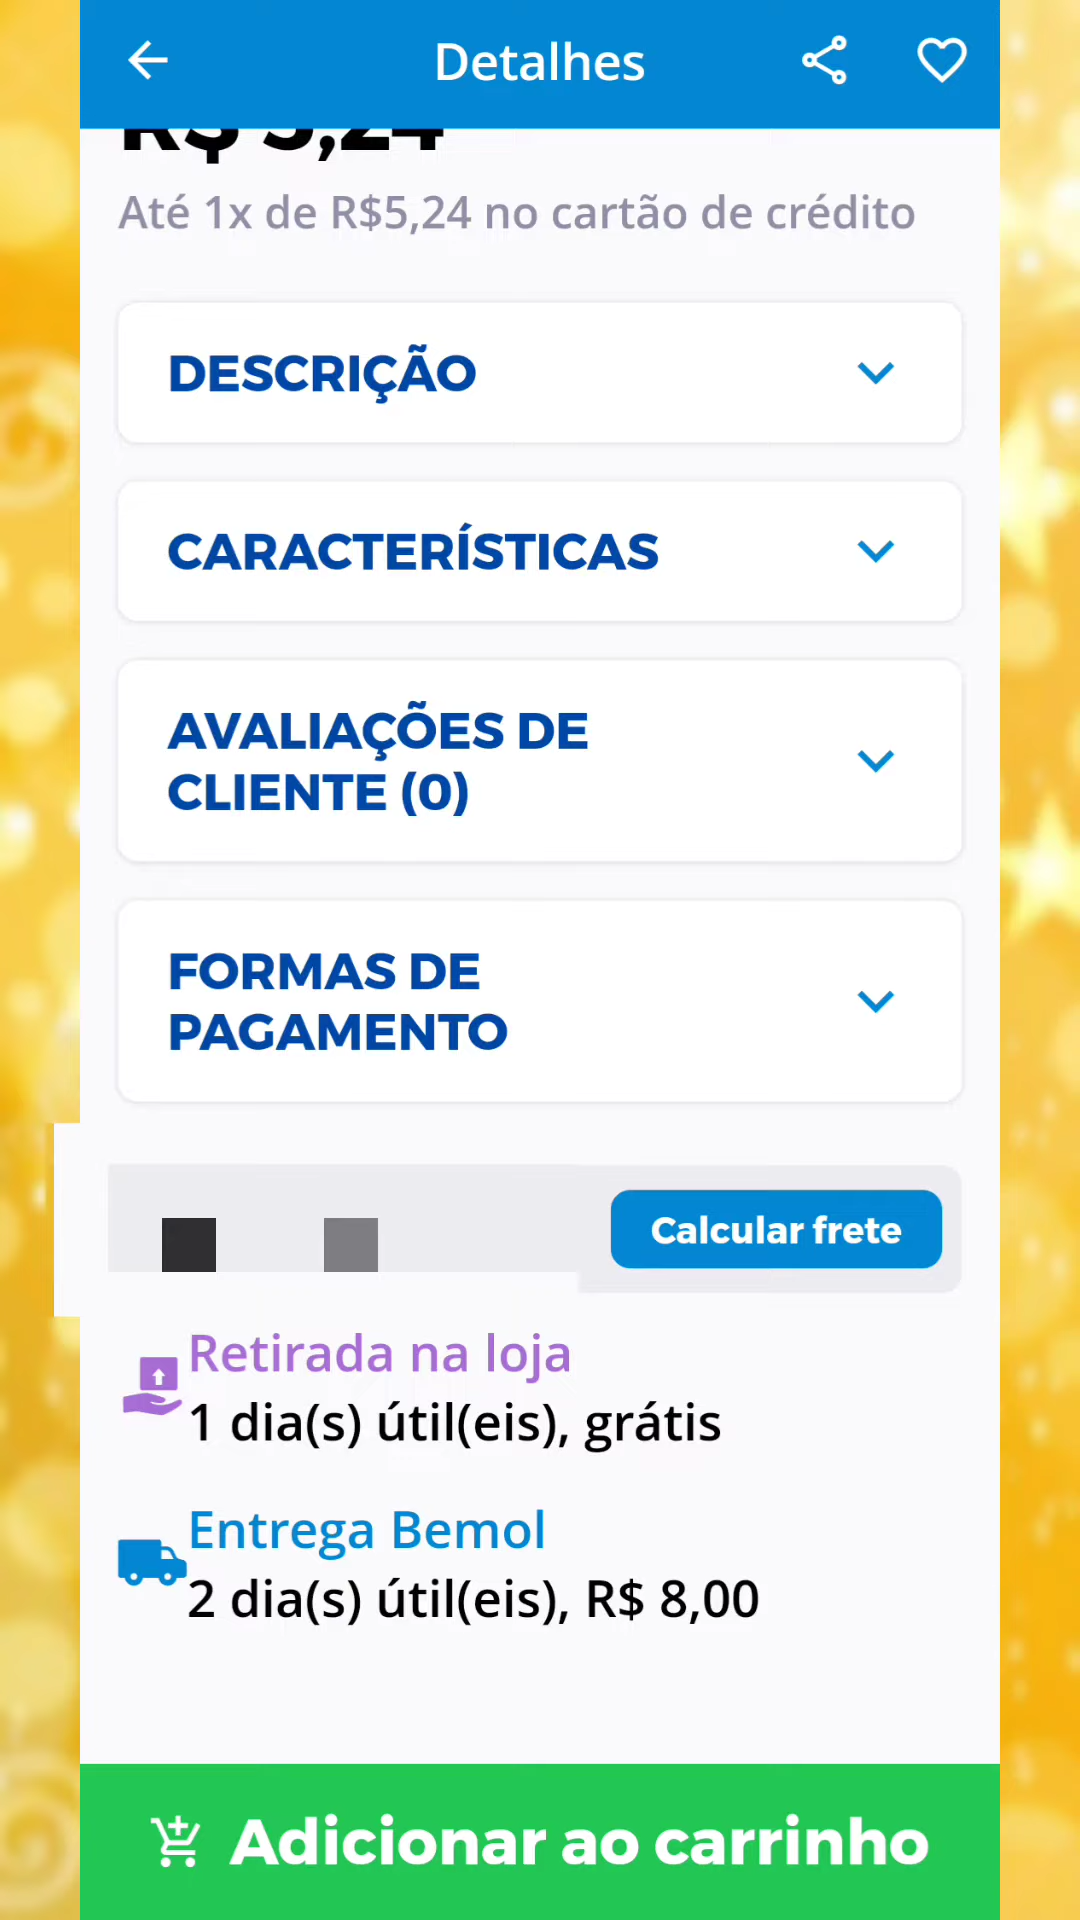 Detalhes
R$ 5,24
Até 1x de R$5,24 no cartão de crédito
DESCRIÇÃO
CARACTERÍSTICAS
AVALIAÇÕES DE
CLIENTE (0)
FORMAS DE
PAGAMENTO
Calcular frete
Retirada na loja
1 dia(s) útil(eis), grátis
Entrega Bemol
2 dia(s) útil(eis), R$ 8,00
Adicionar ao carrinho